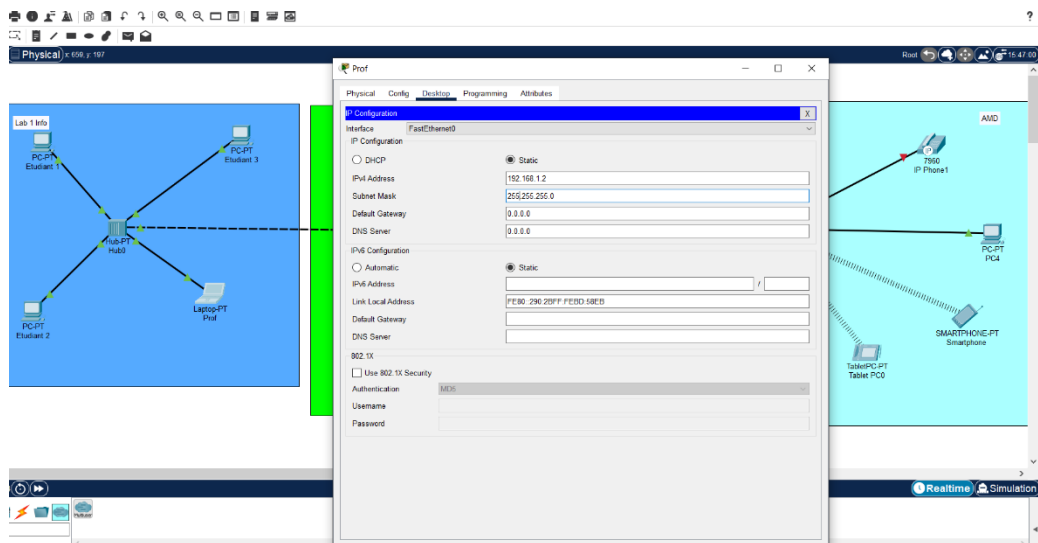 ?
Physical x: 659, y: 197
Root
15:47:00
Lab 1 Info
PC-PT
Etudiant 1
PC-PT
Etudiant 3
Hub-PT
Hub0
PC-PT
Etudiant 2
Laptop-PT
Prof
Prof
Physical Config Desktop Programming Attributes
IP Configuration
X
Interface FastEthernet0
IP Configuration
DHCP Static
IPv4 Address 192.168.1.2
Subnet Mask 255.255.255.0
Default Gateway 0.0.0.0
DNS Server 0.0.0.0
IPv6 Configuration
Automatic Static
IPv6 Address /
Link Local Address FE80::290:2BFF:FEBD:58EB
Default Gateway
DNS Server
802.1X
Use 802.1X Security
Authentication MD5
Username
Password
AMD
IP
7960
IP Phone1
PC-PT
PC4
SMARTPHONE-PT
Smartphone
TabletPC-PT
Tablet PC0
Realtime Simulation